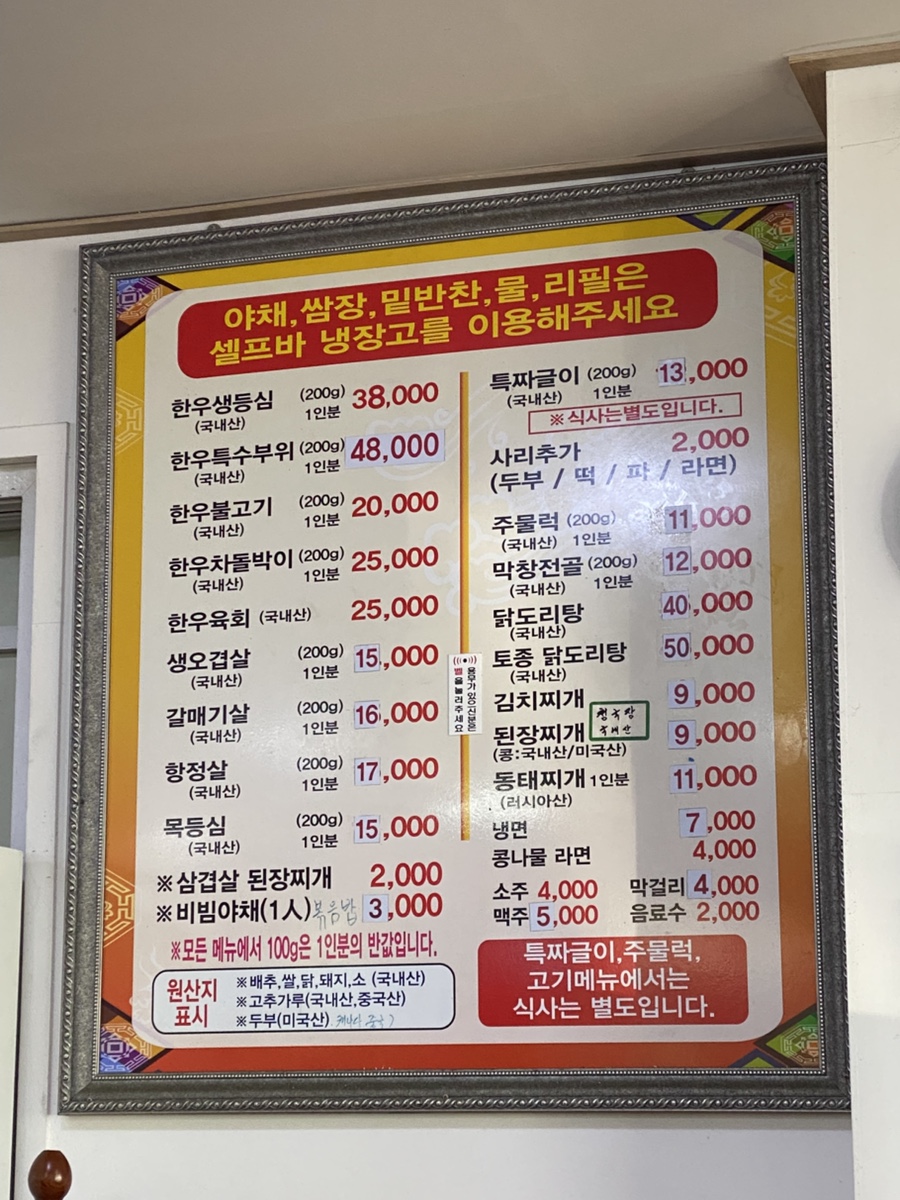 야채,쌈장,밑반찬,물,리필은
셀프바 냉장고를 이용해주세요
한우생등심 (200g) 1인분 38,000
(국내산)
한우특수부위 (200g) 1인분 48,000
(국내산)
한우불고기 (200g) 1인분 20,000
(국내산)
한우차돌박이 (200g) 1인분 25,000
(국내산)
한우육회 (국내산) 25,000
생오겹살 (200g) 1인분 15,000
(국내산)
갈매기살 (200g) 1인분 16,000
(국내산)
항정살 (200g) 1인분 17,000
(국내산)
목등심 (200g) 1인분 15,000
(국내산)
※삼겹살 된장찌개 2,000
※비빔야채(1人)볶음밥 3,000
※모든 메뉴에서 100g은 1인분의 반값입니다.
원산지
표시
※배추,쌀,닭,돼지,소 (국내산)
※고추가루(국내산,중국산)
※두부(미국산)
용무가있으신분은
벨을눌러주세요
특짜글이 (200g) 1인분 13,000
(국내산)
※식사는별도입니다.
사리추가 2,000
(두부 / 떡 / 파 / 라면)
주물럭 (200g) 11,000
(국내산) 1인분
막창전골 (200g) 12,000
(국내산) 1인분
닭도리탕 40,000
(국내산)
토종 닭도리탕 50,000
(국내산)
김치찌개 9,000
청국장
국내산
된장찌개 9,000
(콩:국내산/미국산)
동태찌개 1인분 11,000
(러시아산)
냉면 7,000
콩나물 라면 4,000
소주 4,000 막걸리 4,000
맥주 5,000 음료수 2,000
특짜글이,주물럭,
고기메뉴에서는
식사는 별도입니다.